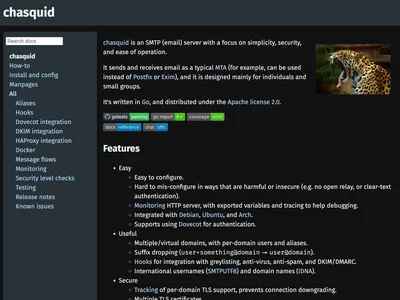 chasquid
Search docs
chasquid
How-to
Install and config
Manpages
All
Aliases
Hooks
Dovecot integration
DKIM integration
HAProxy integration
Docker
Message flows
Monitoring
Security level checks
Testing
Release notes
Known issues
chasquid is an SMTP (email) server with a focus on simplicity, security,
and ease of operation.
It sends and receives email as a typical MTA (for example, can be used
instead of Postfix or Exim), and it is designed mainly for individuals and
small groups.
It's written in Go, and distributed under the Apache license 2.0.
gotests passing go report A+ coverage
docs reference chat oftc
Features
Easy
Easy to configure.
Hard to mis-configure in ways that are harmful or insecure (e.g. no open relay, or clear-text
authentication).
Monitoring HTTP server, with exported variables and tracing to help debugging.
Integrated with Debian, Ubuntu, and Arch.
Supports using Dovecot for authentication.
Useful
Multiple/virtual domains, with per-domain users and aliases.
Suffix dropping (user+something@domain → user@domain).
Hooks for integration with greylisting, anti-virus, anti-spam, and DKIM/DMARC.
International usernames (SMTPUTF8) and domain names (IDNA).
Secure
Tracking of per-domain TLS support, prevents connection downgrading.
Multiple TLS certificates.